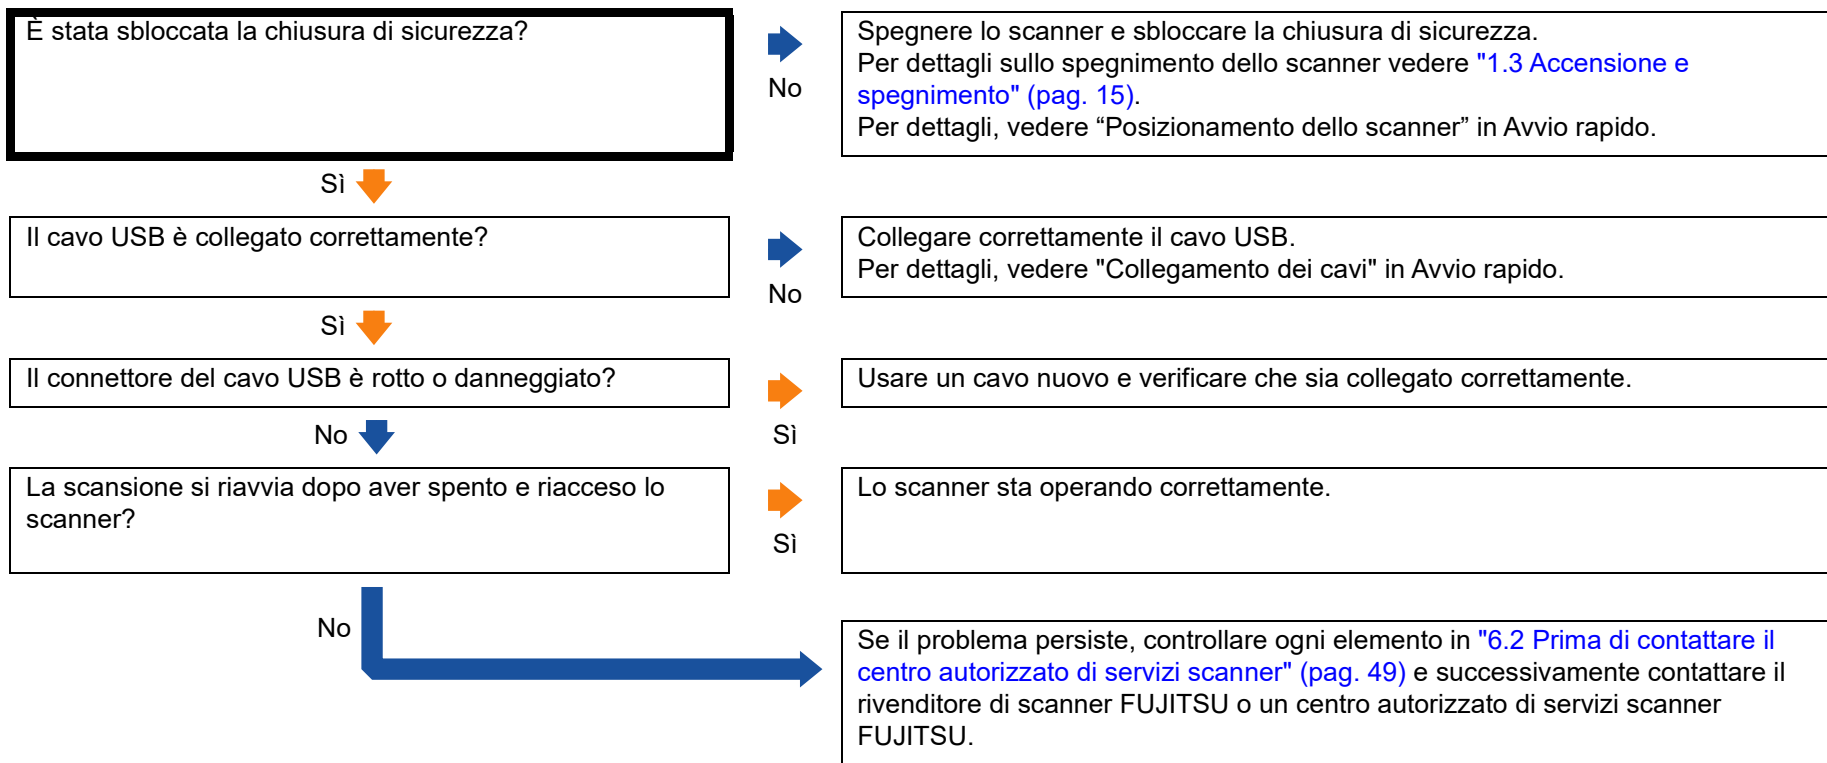 È stata sbloccata la chiusura di sicurezza?
No
Spegnere lo scanner e sbloccare la chiusura di sicurezza.
Per dettagli sullo spegnimento dello scanner vedere "1.3 Accensione e
spegnimento" (pag. 15).
Per dettagli, vedere “Posizionamento dello scanner” in Avvio rapido.
Sì
Il cavo USB è collegato correttamente?
No
Collegare correttamente il cavo USB.
Per dettagli, vedere "Collegamento dei cavi" in Avvio rapido.
Sì
Il connettore del cavo USB è rotto o danneggiato?
Sì
Usare un cavo nuovo e verificare che sia collegato correttamente.
No
La scansione si riavvia dopo aver spento e riacceso lo
scanner?
Sì
Lo scanner sta operando correttamente.
No
Se il problema persiste, controllare ogni elemento in "6.2 Prima di contattare il
centro autorizzato di servizi scanner" (pag. 49) e successivamente contattare il
rivenditore di scanner FUJITSU o un centro autorizzato di servizi scanner
FUJITSU.